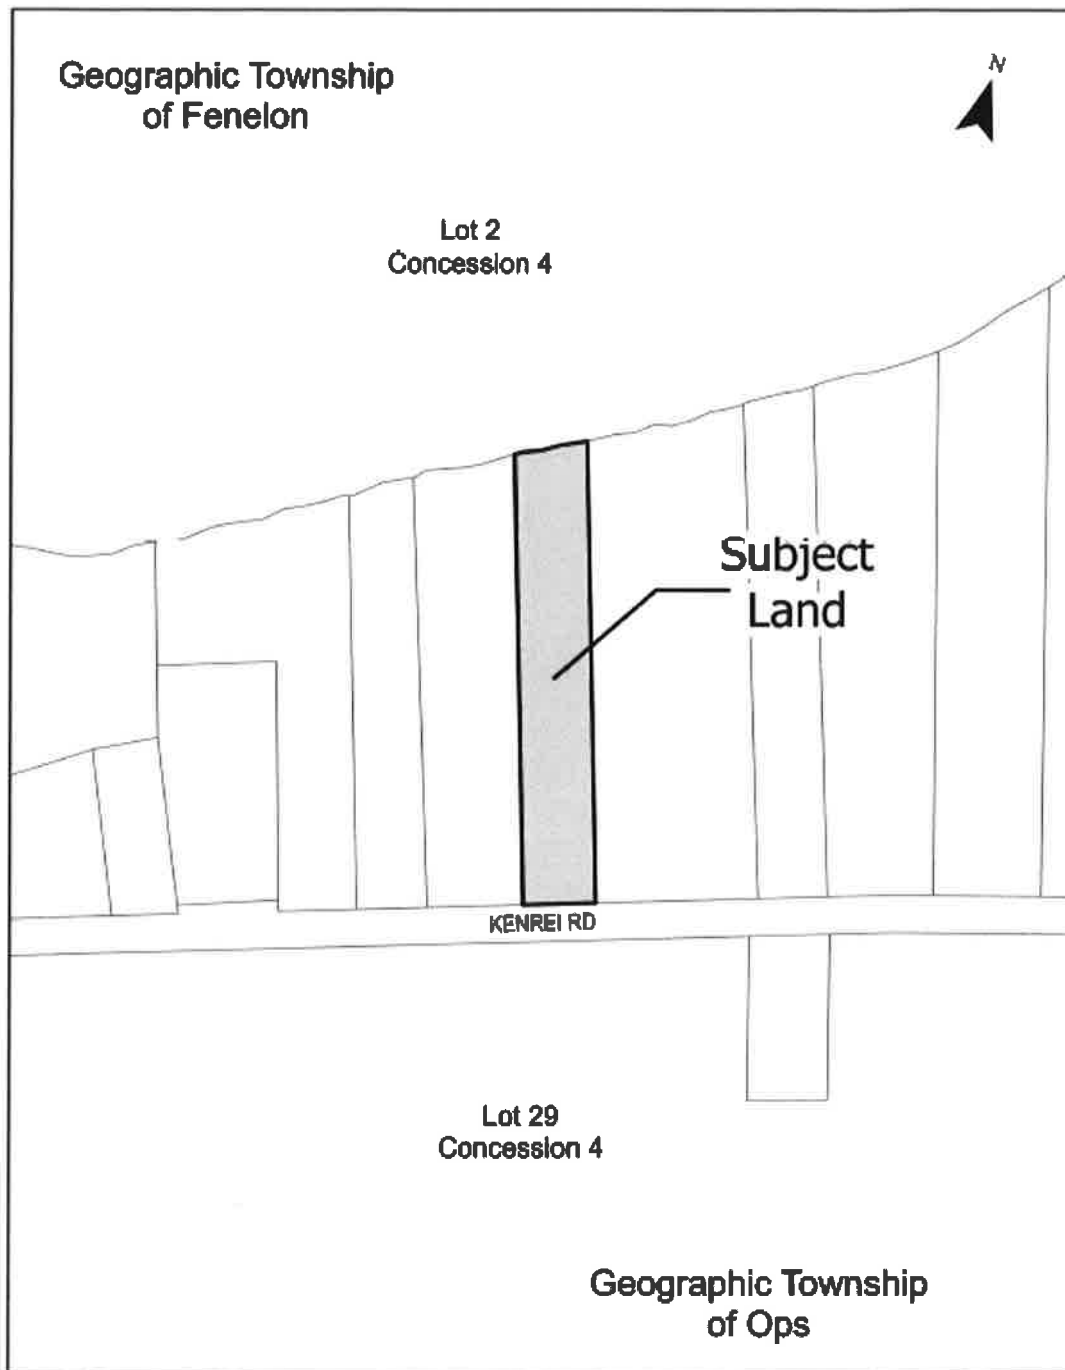 Geographic Township
of Fenelon
N
Lot 2
Concession 4
Subject
Land
KENREI RD
Lot 29
Concession 4
Geographic Township
of Ops